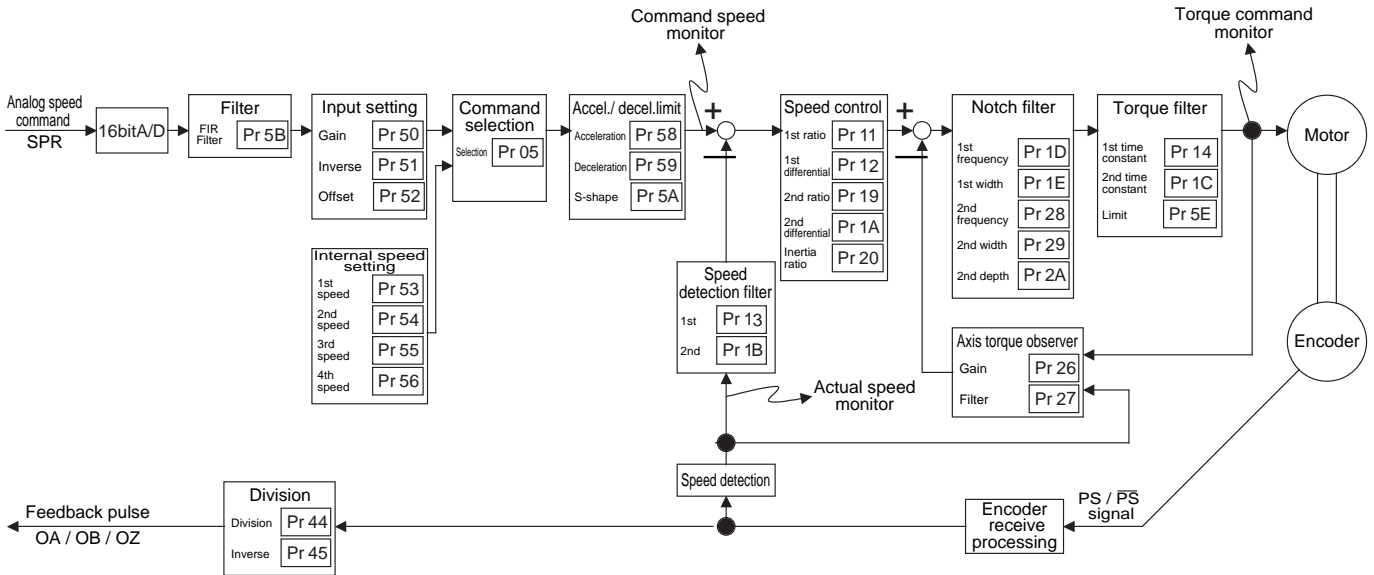 Command speed
monitor
Torque command
monitor
Analog speed
command
SPR
16bitA/D
Filter
FIR
Filter
Pr 5B
Input setting
Gain
Pr 50
Inverse
Pr 51
Offset
Pr 52
Command
selection
Selection
Pr 05
Accel./ decel.limit
Acceleration
Pr 58
Deceleration
Pr 59
S-shape
Pr 5A
+
—
Speed control
1st ratio
Pr 11
1st
differential
Pr 12
2nd ratio
Pr 19
2nd
differential
Pr 1A
Inertia
ratio
Pr 20
+
—
Notch filter
1st
frequency
Pr 1D
1st width
Pr 1E
2nd
frequency
Pr 28
2nd width
Pr 29
2nd depth
Pr 2A
Torque filter
1st time
constant
Pr 14
2nd time
constant
Pr 1C
Limit
Pr 5E
Motor
Internal speed
setting
1st
speed
Pr 53
2nd
speed
Pr 54
3rd
speed
Pr 55
4th
speed
Pr 56
Speed
detection filter
1st
Pr 13
2nd
Pr 1B
Axis torque observer
Gain
Pr 26
Filter
Pr 27
Encoder
Actual speed
monitor
Speed detection
Feedback pulse
OA / OB / OZ
Division
Division
Pr 44
Inverse
Pr 45
Encoder
receive
processing
PS / P̅S̅
signal